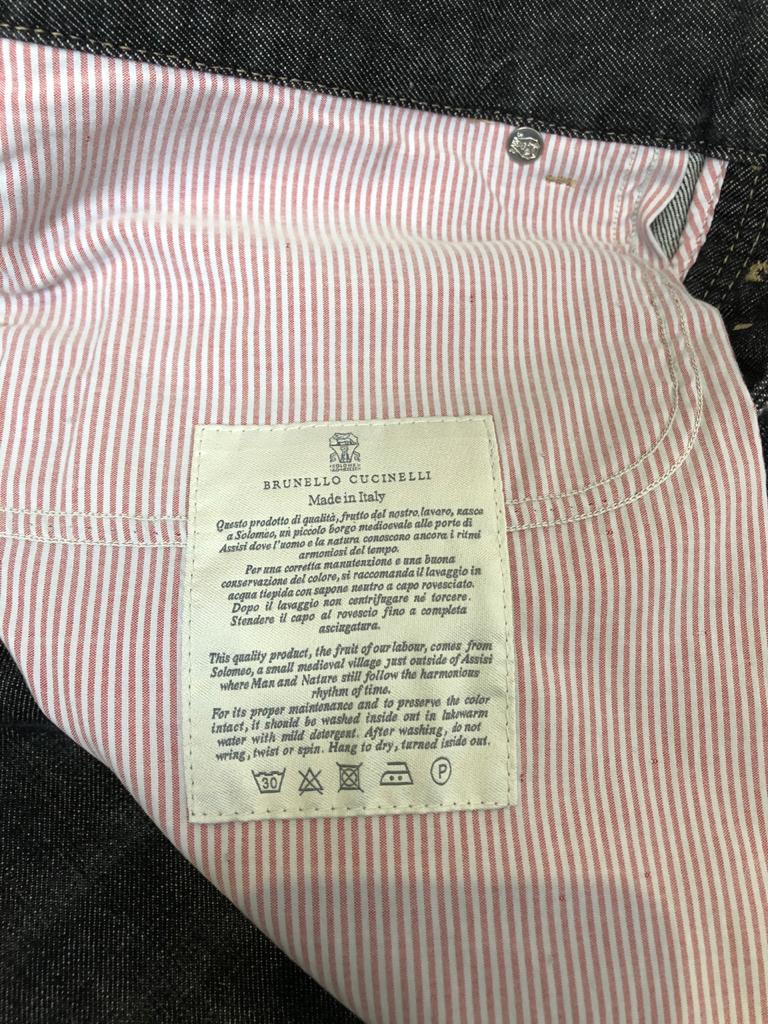 BRUNELLO CUCINELLI
Made in Italy
Questo prodotto di qualità, frutto del nostro lavoro, nasce
a Solomeo, un piccolo borgo medioevale alle porte di
Assisi dove l'uomo e la natura conoscono ancora i ritmi
armoniosi del tempo.
Per una corretta manutenzione e una buona
conservazione del colore, si raccomanda il lavaggio in
acqua tiepida con sapone neutro a capo rovesciato.
Dopo il lavaggio non centrifugare né torcere.
Stendere il capo al rovescio fino a completa
asciugatura.
This quality product, the fruit of our labour, comes from
Solomeo, a small medieval village just outside of Assisi
where Man and Nature still follow the harmonious
rhythm of time.
For its proper maintenance and to preserve the color
intact, it should be washed inside out in lukewarm
water with mild detergent. After washing, do not
wring, twist or spin. Hang to dry, turned inside out.
30 P